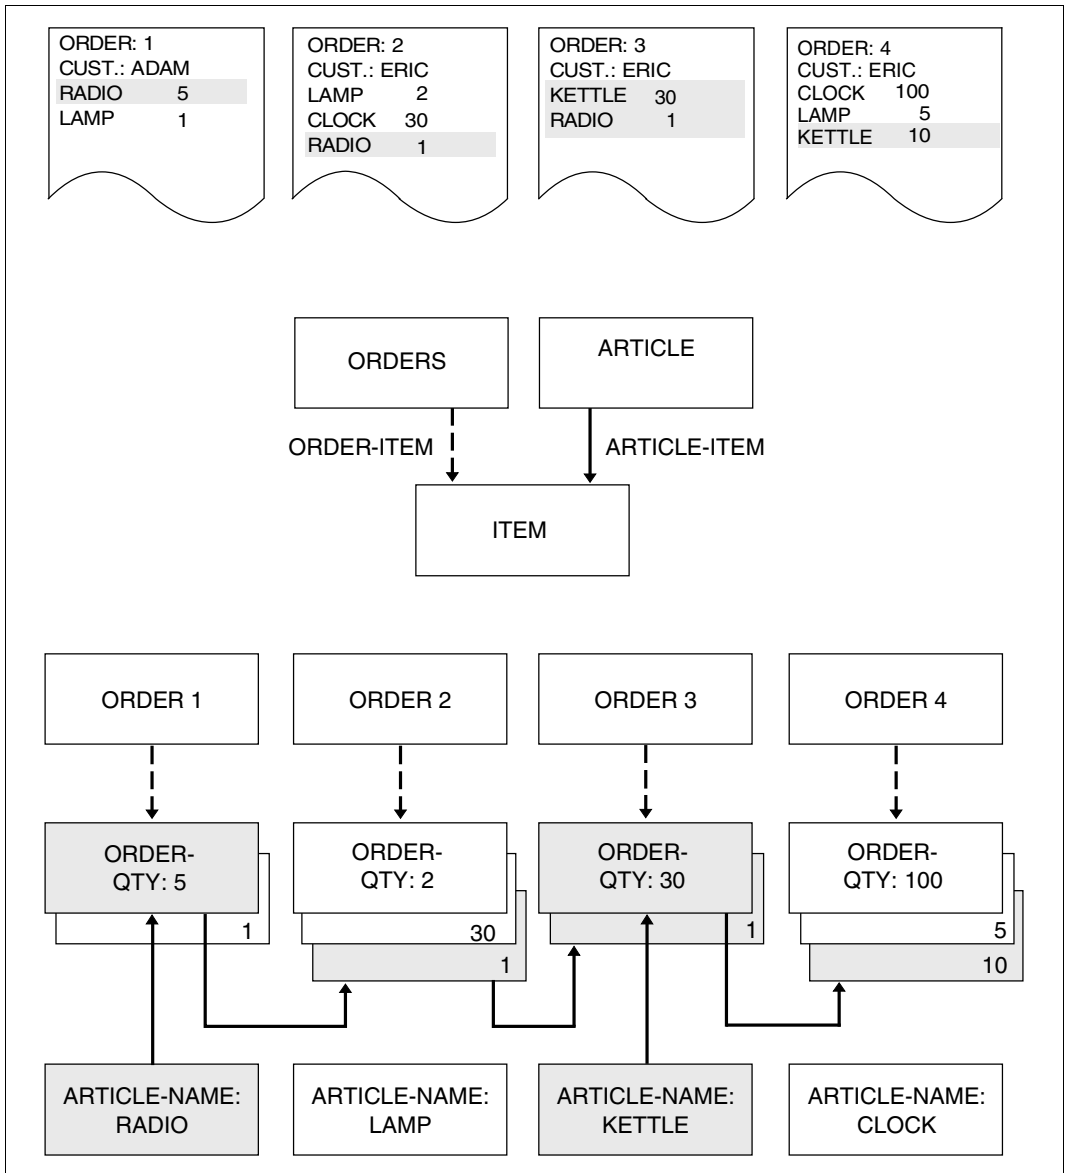 ORDER: 1
CUST.: ADAM
RADIO 5
LAMP 1
ORDER: 2
CUST.: ERIC
LAMP 2
CLOCK 30
RADIO 1
ORDER: 3
CUST.: ERIC
KETTLE 30
RADIO 1
ORDER: 4
CUST.: ERIC
CLOCK 100
LAMP 5
KETTLE 10
ORDERS
ARTICLE
ORDER-ITEM
ARTICLE-ITEM
ITEM
ORDER 1
ORDER 2
ORDER 3
ORDER 4
ORDER-
QTY: 5
1
ORDER-
QTY: 2
30
1
ORDER-
QTY: 30
1
ORDER-
QTY: 100
5
10
ARTICLE-NAME:
RADIO
ARTICLE-NAME:
LAMP
ARTICLE-NAME:
KETTLE
ARTICLE-NAME:
CLOCK